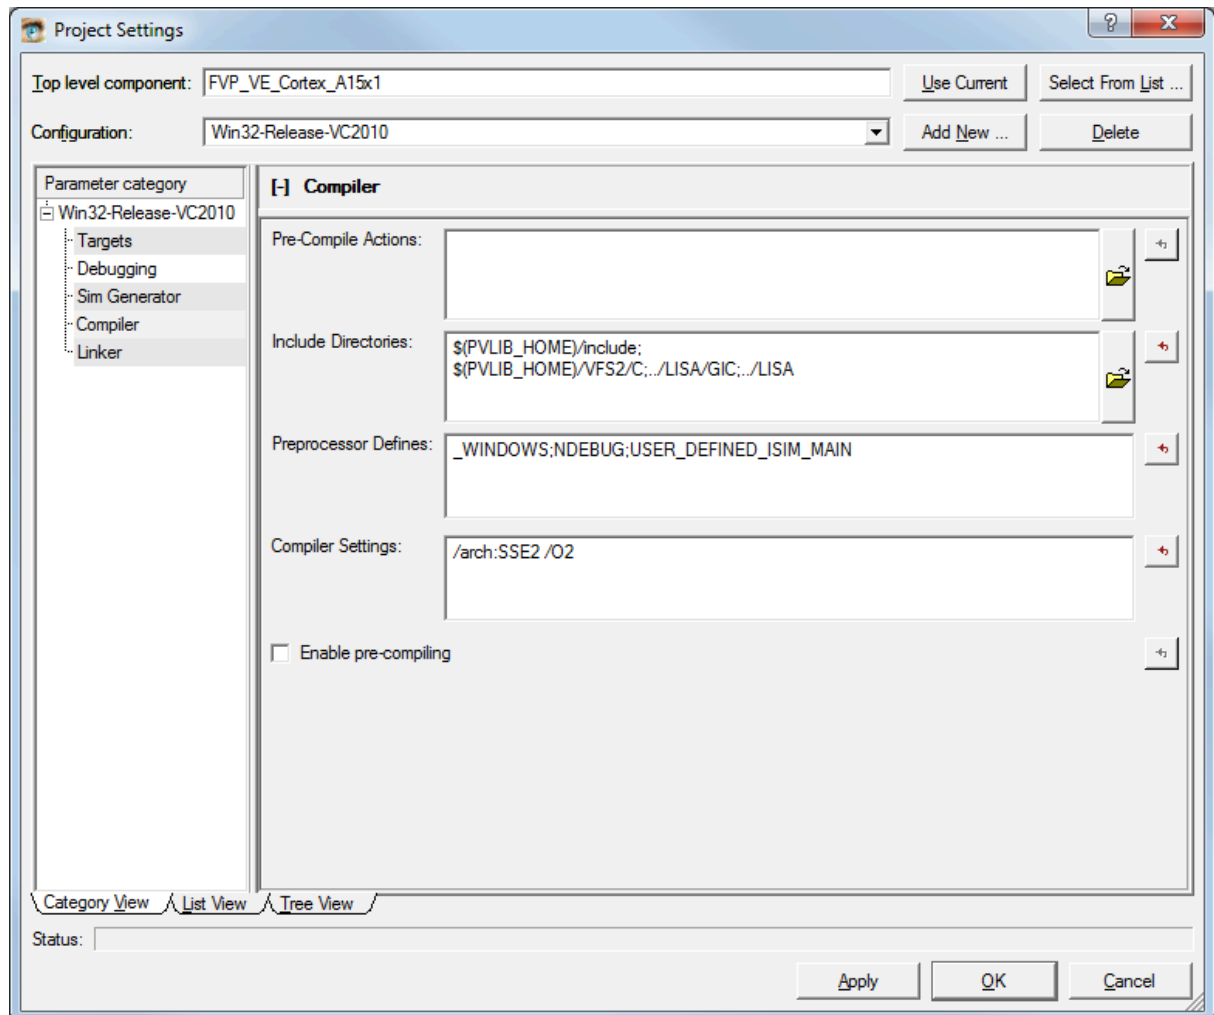 Project Settings
Top level component: FVP_VE_Cortex_A15x1 Use Current Select From List ...
Configuration: Win32-Release-VC2010 Add New ... Delete
Parameter category
Win32-Release-VC2010
Targets
Debugging
Sim Generator
Compiler
Linker
[-] Compiler
Pre-Compile Actions:
Include Directories:
$(PVLIB_HOME)/include;
$(PVLIB_HOME)/VFS2/C;../LISA/GIC;../LISA
Preprocessor Defines:
_WINDOWS;NDEBUG;USER_DEFINED_ISIM_MAIN
Compiler Settings:
/arch:SSE2 /O2
Enable pre-compiling
Category View List View Tree View
Status:
Apply OK Cancel